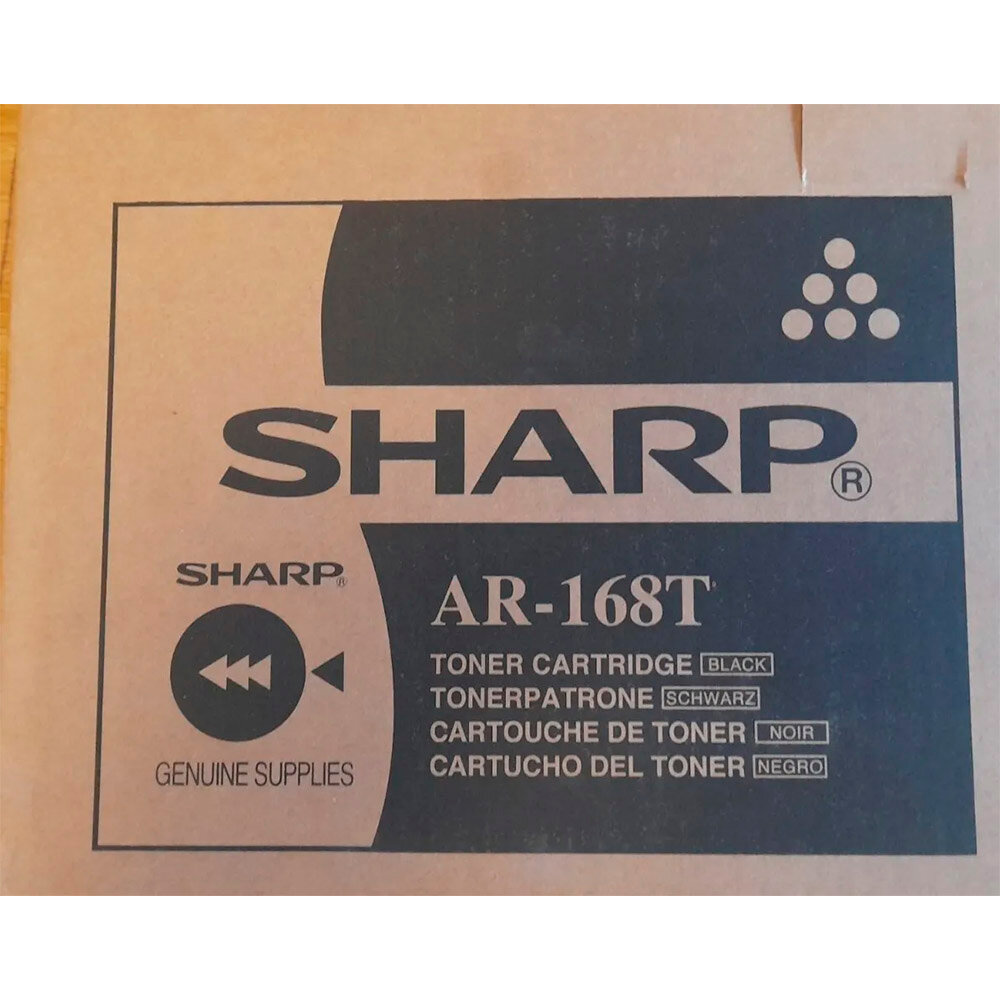 SHARP®
SHARP®
GENUINE SUPPLIES
AR-168T
TONER CARTRIDGE BLACK
TONERPATRONE SCHWARZ
CARTOUCHE DE TONER NOIR
CARTUCHO DEL TONER NEGRO